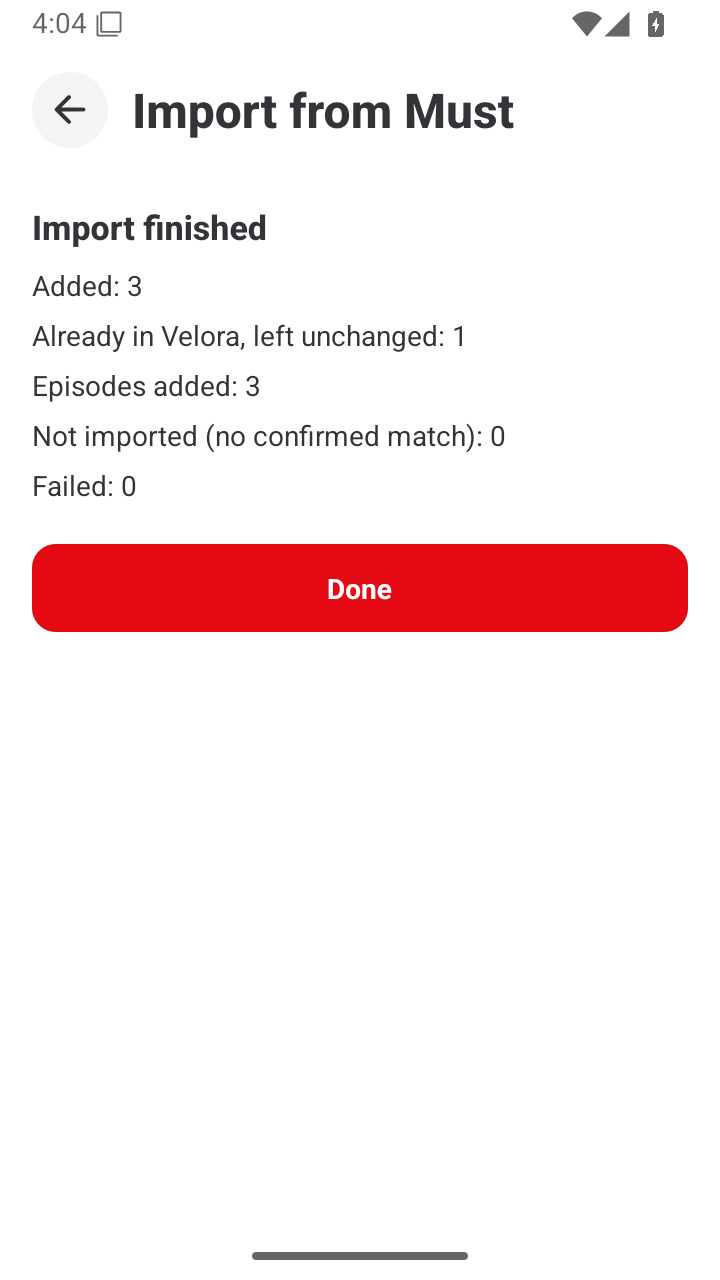 4:04
Import from Must
Import finished
Added: 3
Already in Velora, left unchanged: 1
Episodes added: 3
Not imported (no confirmed match): 0
Failed: 0
Done